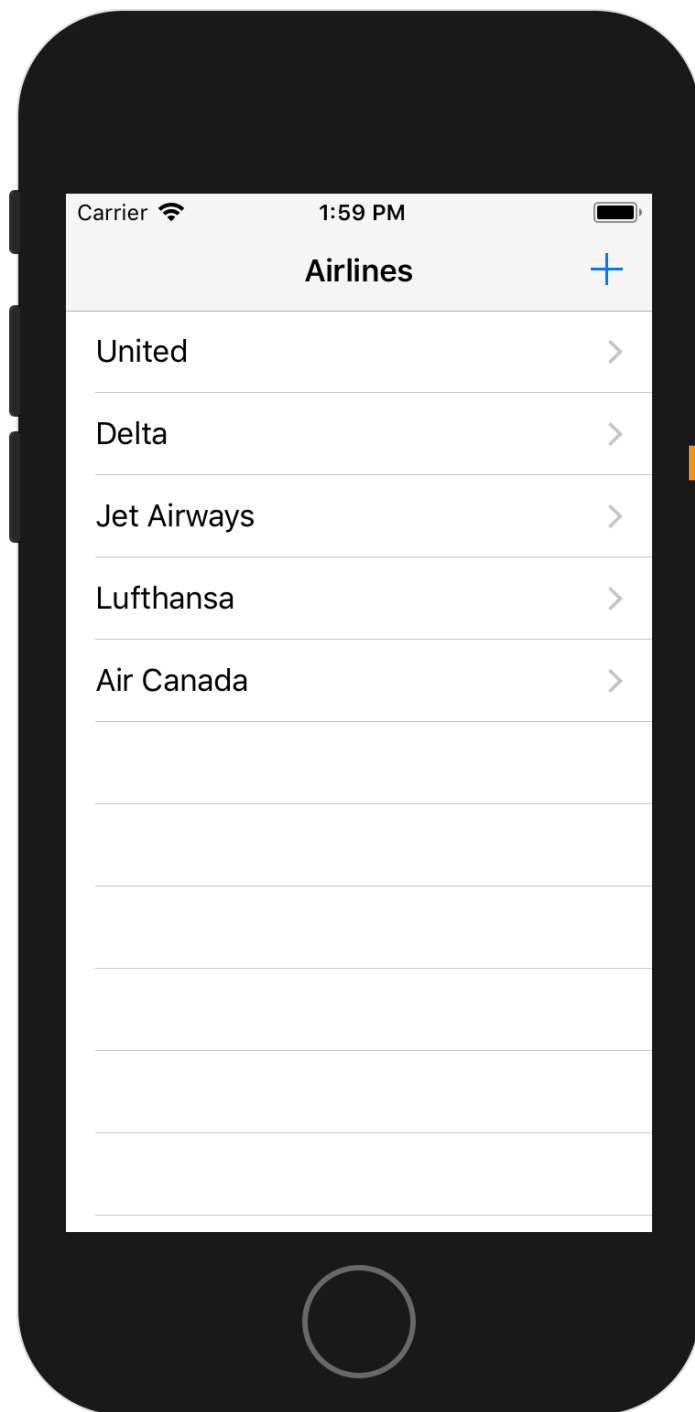 Carrier 1:59 PM
Airlines
United
Delta
Jet Airways
Lufthansa
Air Canada